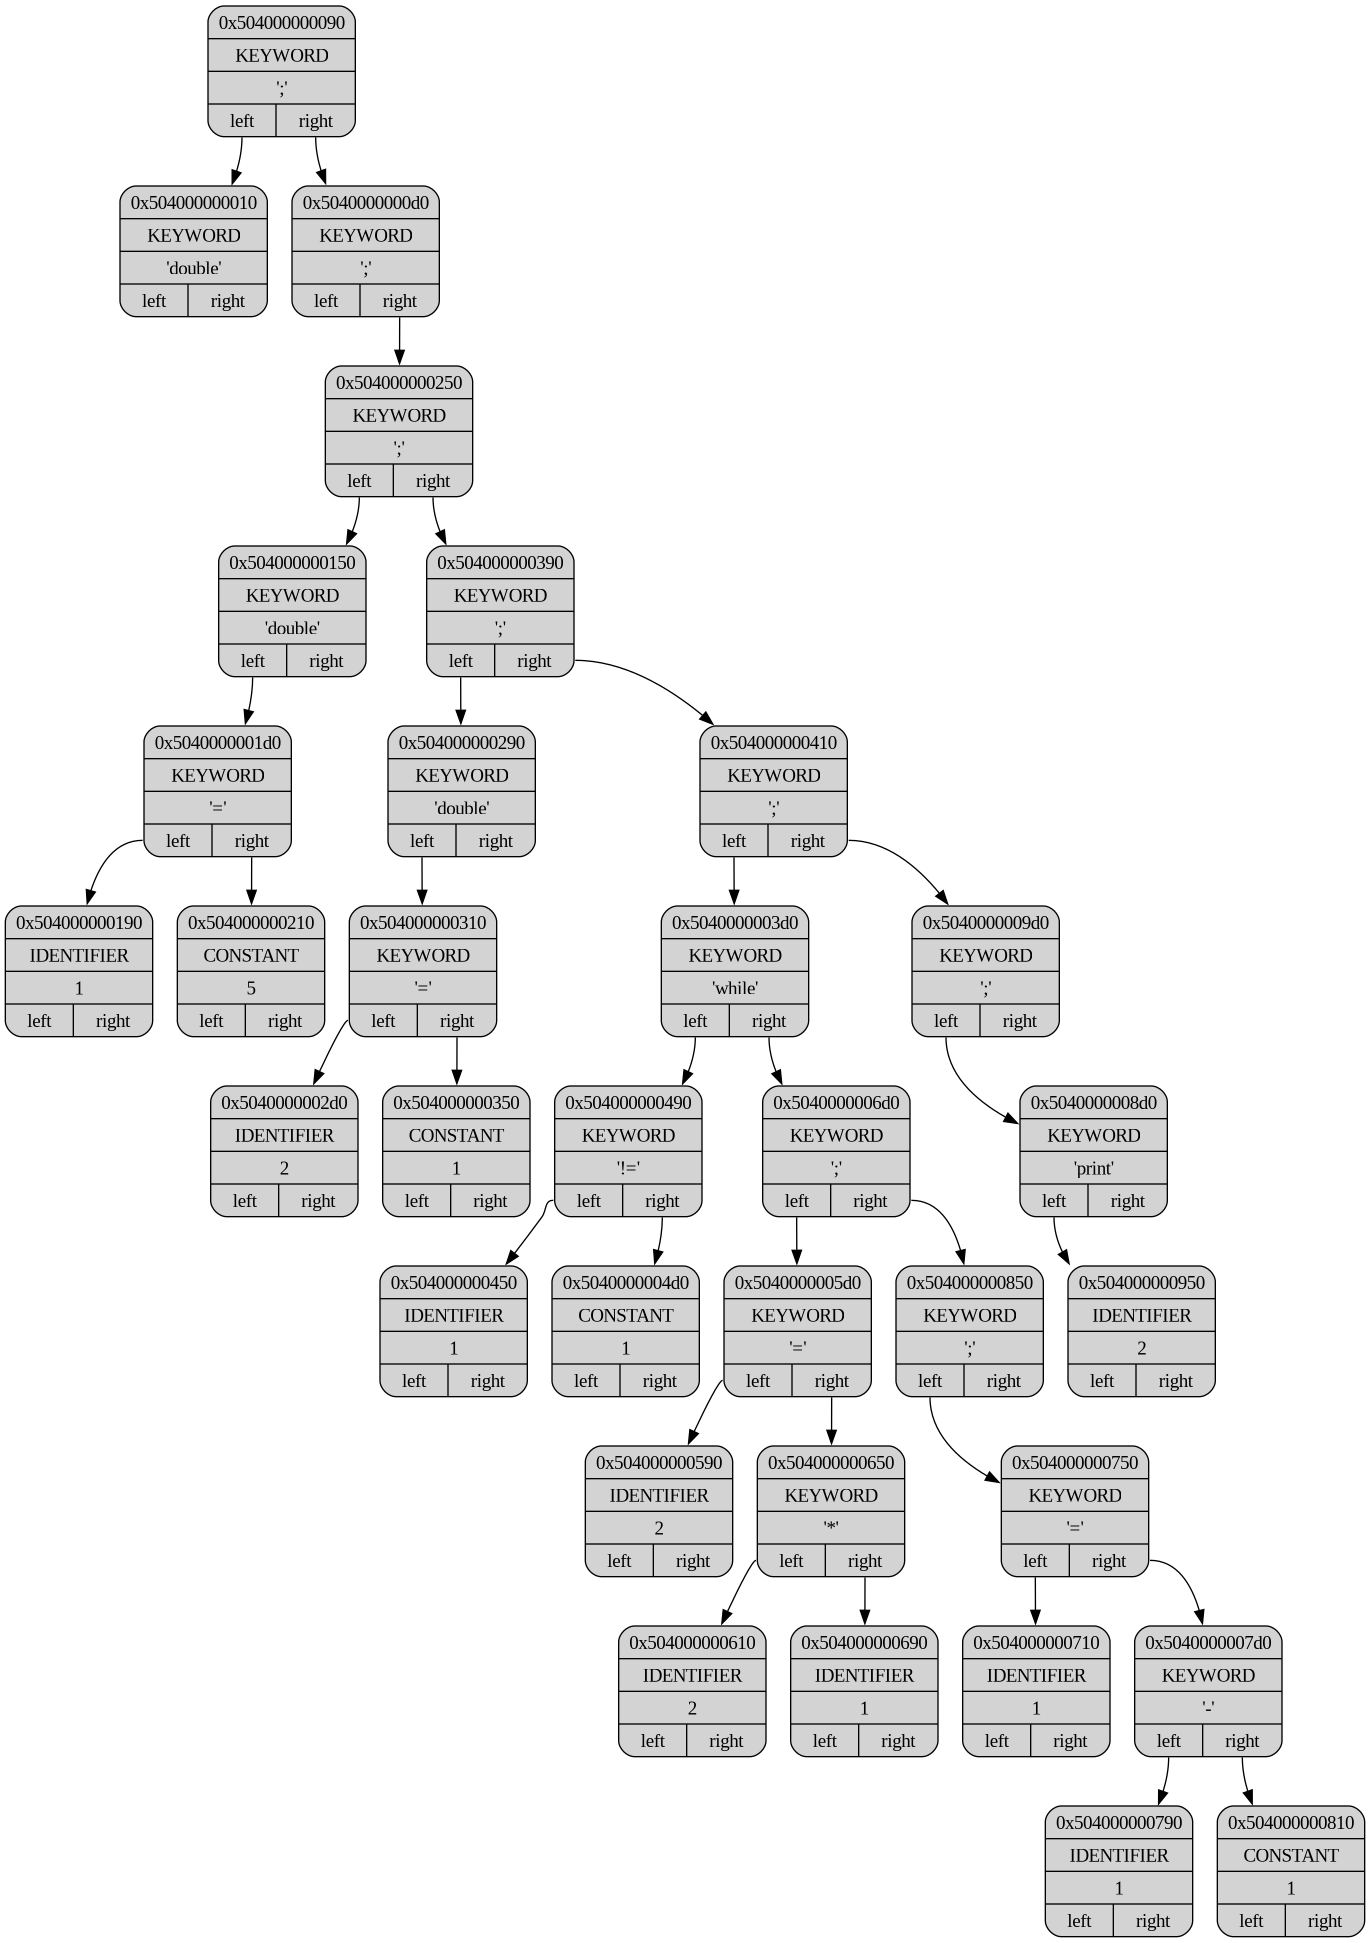 0x504000000090
KEYWORD
';'
left right
0x504000000010
KEYWORD
'double'
left right
0x5040000000d0
KEYWORD
';'
left right
0x504000000250
KEYWORD
';'
left right
0x504000000150
KEYWORD
'double'
left right
0x504000000390
KEYWORD
';'
left right
0x5040000001d0
KEYWORD
'='
left right
0x504000000290
KEYWORD
'double'
left right
0x504000000410
KEYWORD
';'
left right
0x504000000190
IDENTIFIER
1
left right
0x504000000210
CONSTANT
5
left right
0x504000000310
KEYWORD
'='
left right
0x5040000003d0
KEYWORD
'while'
left right
0x5040000009d0
KEYWORD
';'
left right
0x5040000002d0
IDENTIFIER
2
left right
0x504000000350
CONSTANT
1
left right
0x504000000490
KEYWORD
'!='
left right
0x5040000006d0
KEYWORD
';'
left right
0x5040000008d0
KEYWORD
'print'
left right
0x504000000450
IDENTIFIER
1
left right
0x5040000004d0
CONSTANT
1
left right
0x5040000005d0
KEYWORD
'='
left right
0x504000000850
KEYWORD
';'
left right
0x504000000950
IDENTIFIER
2
left right
0x504000000590
IDENTIFIER
2
left right
0x504000000650
KEYWORD
'*'
left right
0x504000000750
KEYWORD
'='
left right
0x504000000610
IDENTIFIER
2
left right
0x504000000690
IDENTIFIER
1
left right
0x504000000710
IDENTIFIER
1
left right
0x5040000007d0
KEYWORD
'-'
left right
0x504000000790
IDENTIFIER
1
left right
0x504000000810
CONSTANT
1
left right